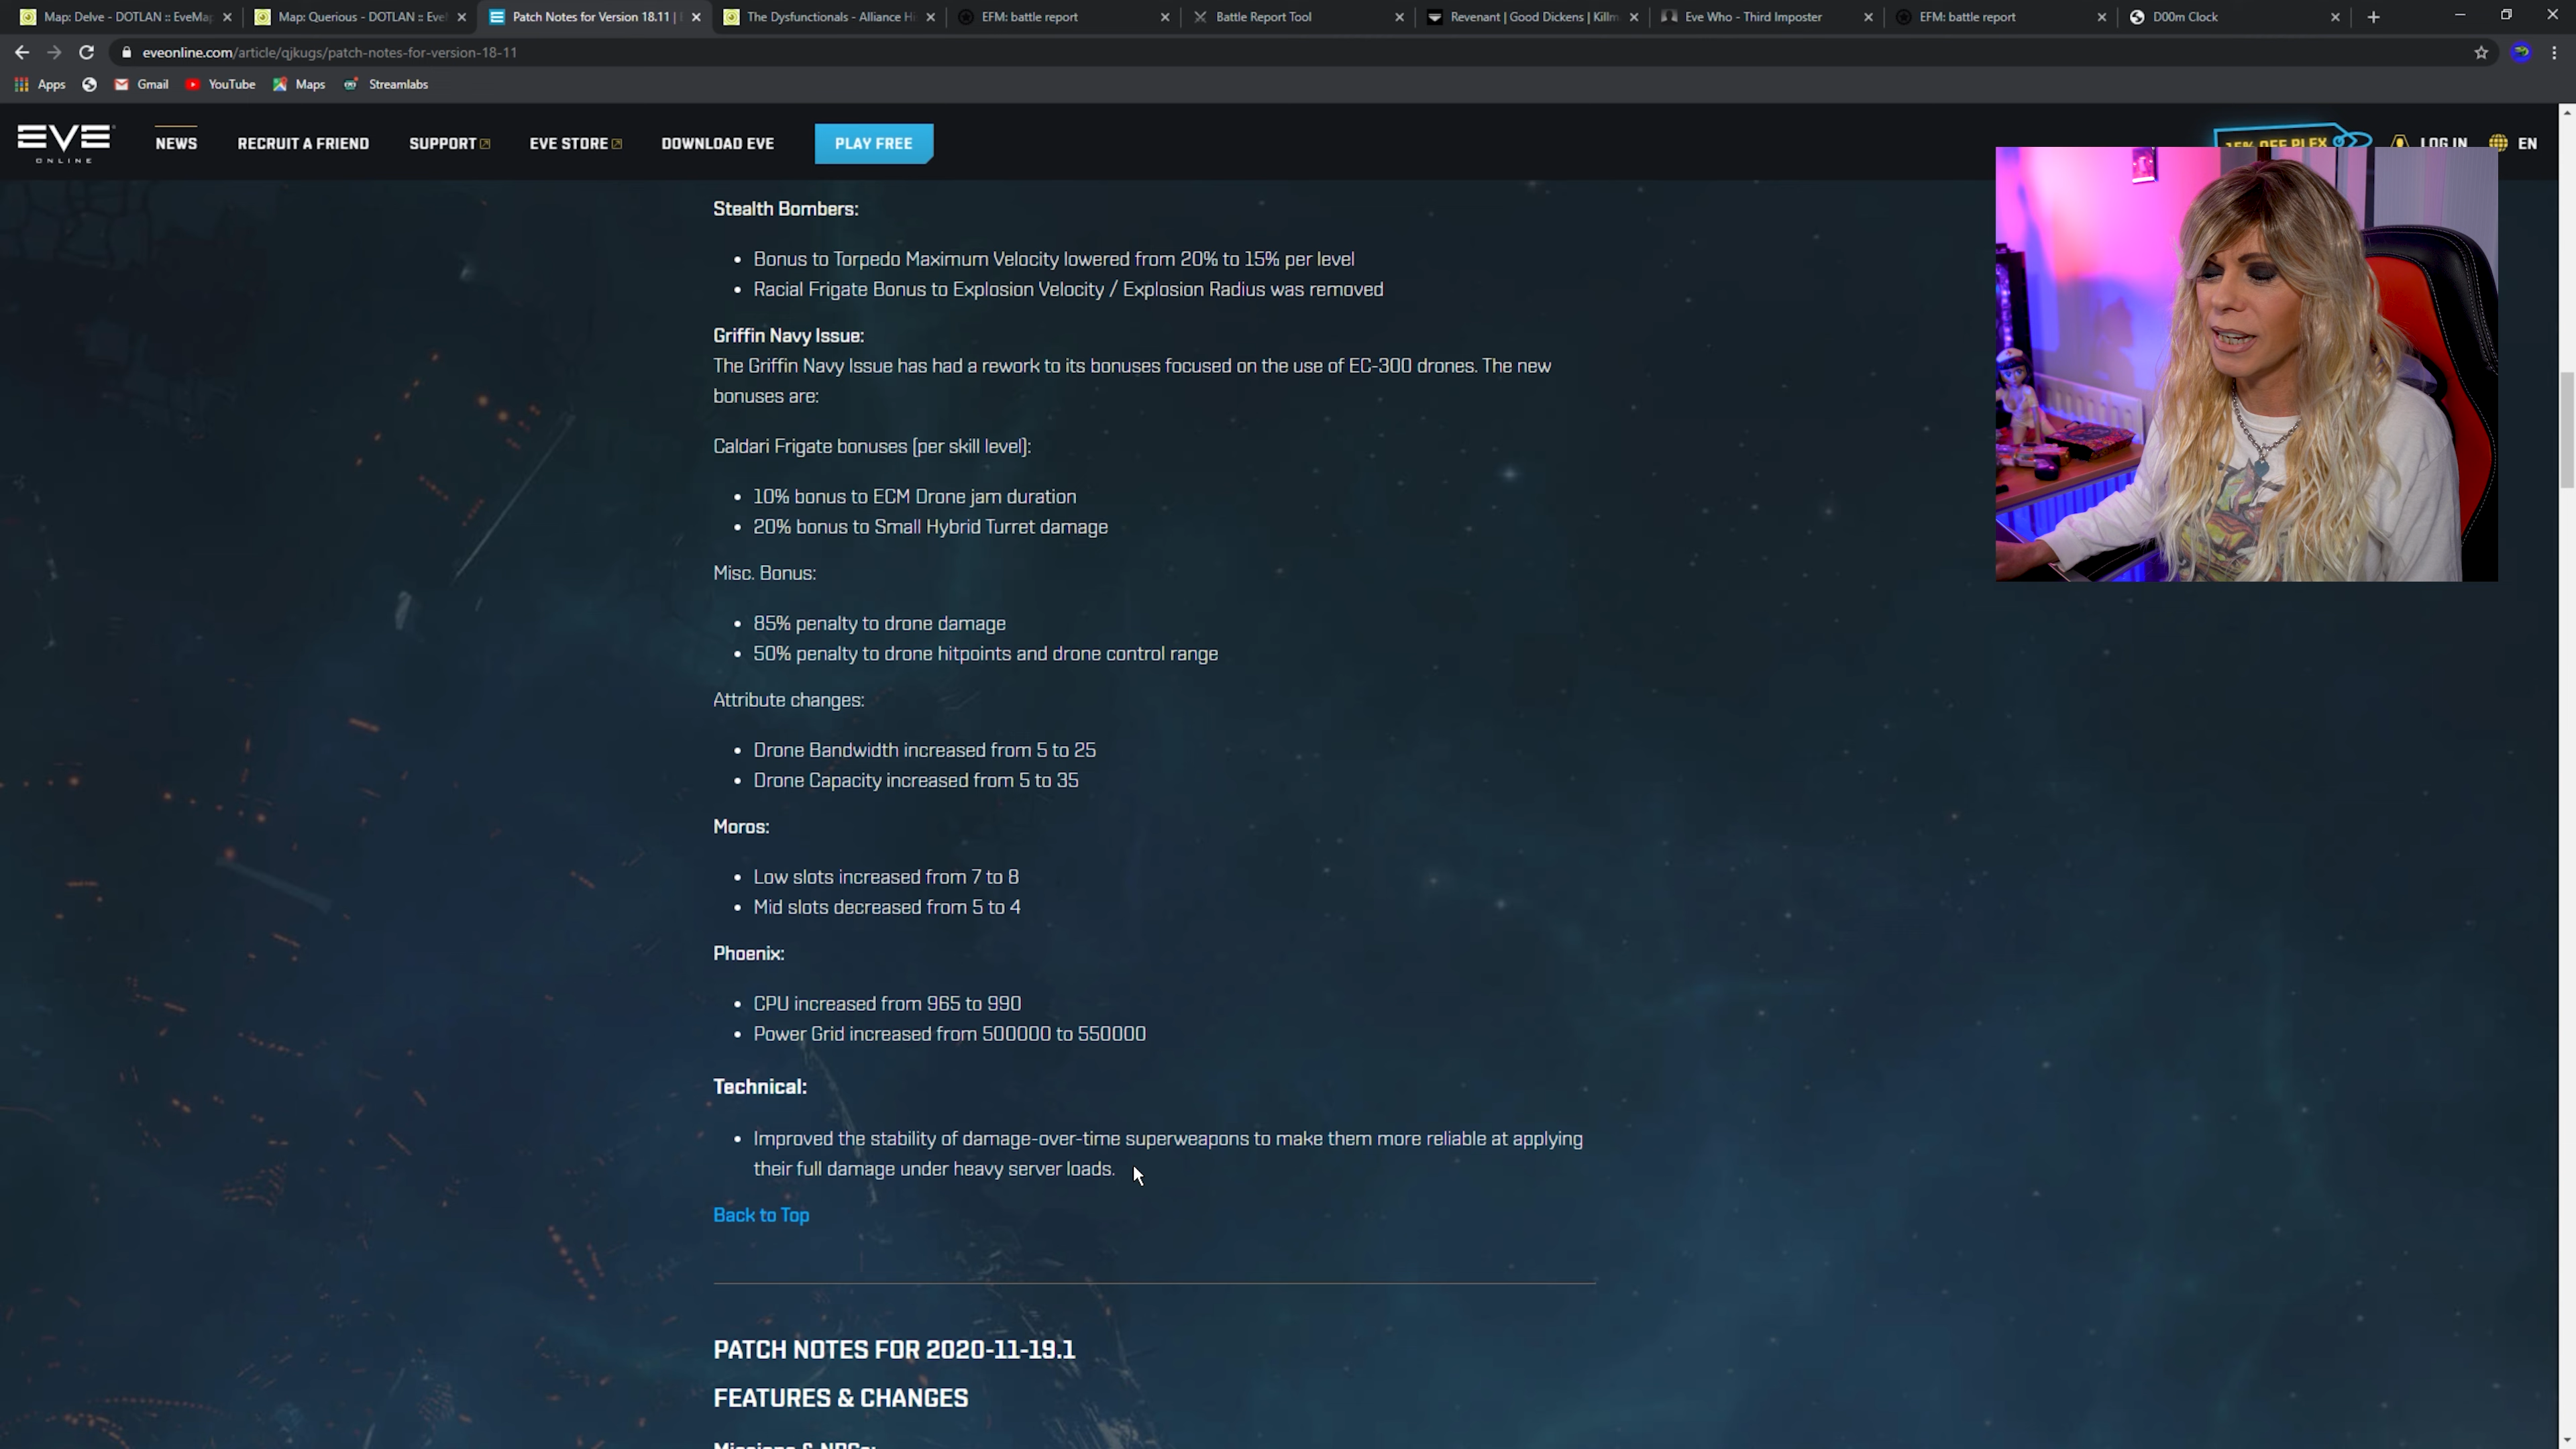 Map: Delve - DOTLAN :: EveMap
Map: Querious - DOTLAN :: Eve
Patch Notes for Version 18.11 |
The Dysfunctionals - Alliance Hi
EFM: battle report
Battle Report Tool
Revenant | Good Dickens | Killm
Eve Who - Third Imposter
EFM: battle report
D00m Clock
eveonline.com/article/qjkugs/patch-notes-for-version-18-11
Apps
Gmail
YouTube
Maps
Streamlabs
EVE
ONLINE
NEWS
RECRUIT A FRIEND
SUPPORT
EVE STORE
DOWNLOAD EVE
PLAY FREE
15% OFF PLEX
LOG IN
EN
Stealth Bombers:
• Bonus to Torpedo Maximum Velocity lowered from 20% to 15% per level
• Racial Frigate Bonus to Explosion Velocity / Explosion Radius was removed
Griffin Navy Issue:
The Griffin Navy Issue has had a rework to its bonuses focused on the use of EC-300 drones. The new
bonuses are:
Caldari Frigate bonuses (per skill level):
• 10% bonus to ECM Drone jam duration
• 20% bonus to Small Hybrid Turret damage
Misc. Bonus:
• 85% penalty to drone damage
• 50% penalty to drone hitpoints and drone control range
Attribute changes:
• Drone Bandwidth increased from 5 to 25
• Drone Capacity increased from 5 to 35
Moros:
• Low slots increased from 7 to 8
• Mid slots decreased from 5 to 4
Phoenix:
• CPU increased from 965 to 990
• Power Grid increased from 500000 to 550000
Technical:
• Improved the stability of damage-over-time superweapons to make them more reliable at applying
their full damage under heavy server loads.
Back to Top
PATCH NOTES FOR 2020-11-19.1
FEATURES & CHANGES
Missions & NPCs: